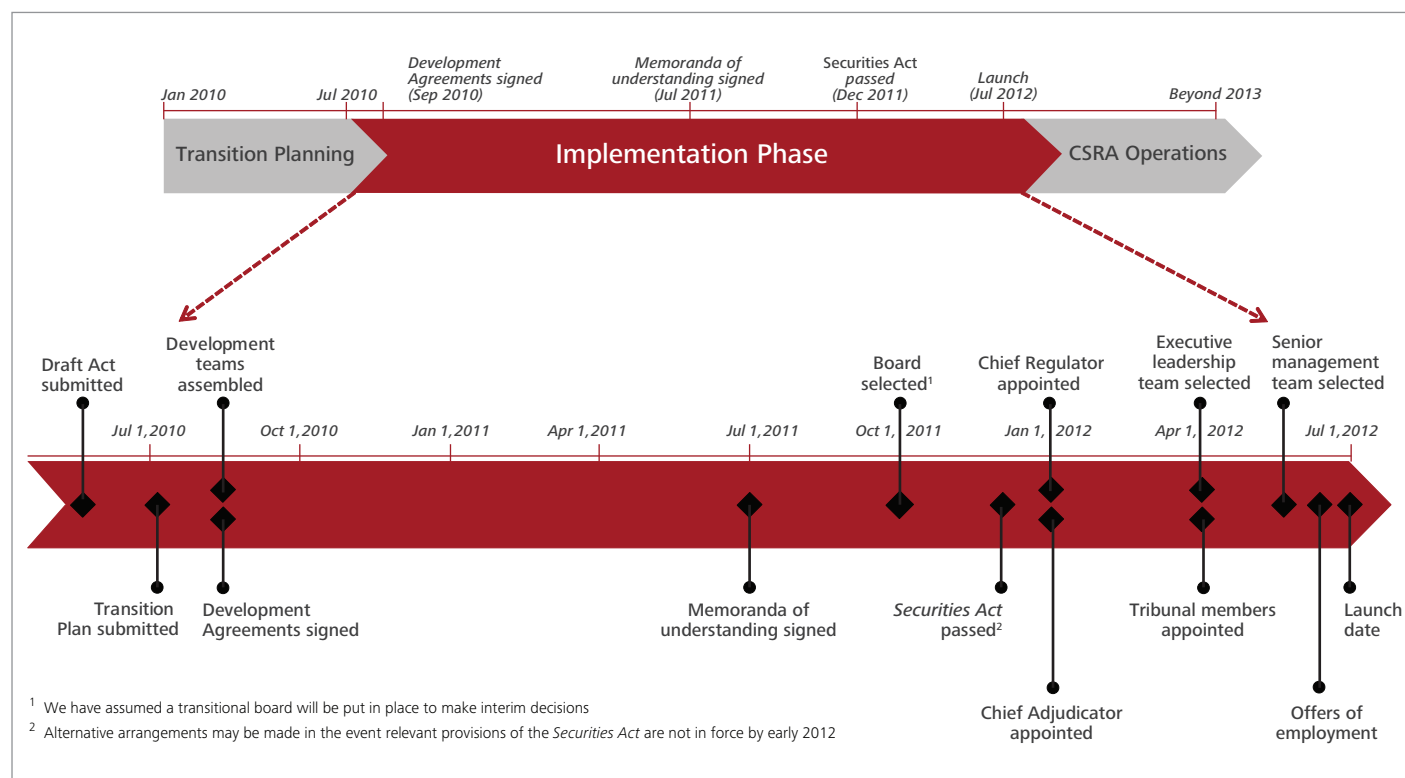 Jan 2010
Jul 2010
Development
Agreements signed
(Sep 2010)
Memoranda of
understanding signed
(Jul 2011)
Securities Act
passed
(Dec 2011)
Launch
(Jul 2012)
Beyond 2013
Transition Planning
Implementation Phase
CSRA Operations
Draft Act
submitted
Development
teams
assembled
Board
selected¹
Chief Regulator
appointed
Executive
leadership
team selected
Senior
management
team selected
Jul 1, 2010
Oct 1, 2010
Jan 1, 2011
Apr 1, 2011
Jul 1, 2011
Oct 1, 2011
Jan 1, 2012
Apr 1, 2012
Jul 1, 2012
Transition
Plan submitted
Development
Agreements signed
Memoranda of
understanding signed
Securities Act
passed²
Chief Adjudicator
appointed
Tribunal members
appointed
Offers of
employment
Launch
date
¹ We have assumed a transitional board will be put in place to make interim decisions
² Alternative arrangements may be made in the event relevant provisions of the Securities Act are not in force by early 2012